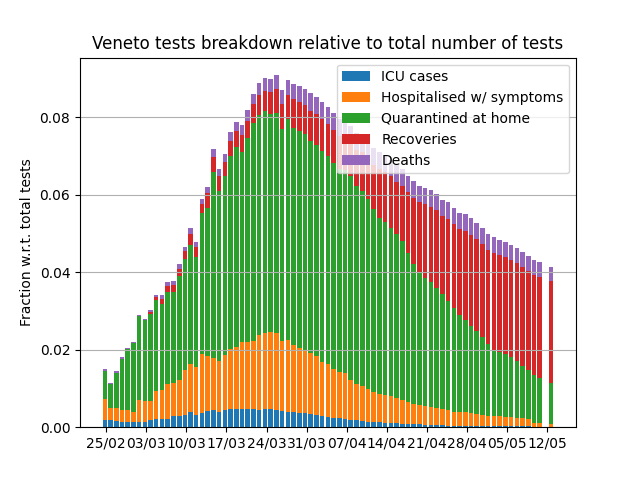 Veneto tests breakdown relative to total number of tests
Fraction w.r.t. total tests
0.08
0.06
0.04
0.02
0.00
ICU cases
Hospitalised w/ symptoms
Quarantined at home
Recoveries
Deaths
25/02 03/03 10/03 17/03 24/03 31/03 07/04 14/04 21/04 28/04 05/05 12/05